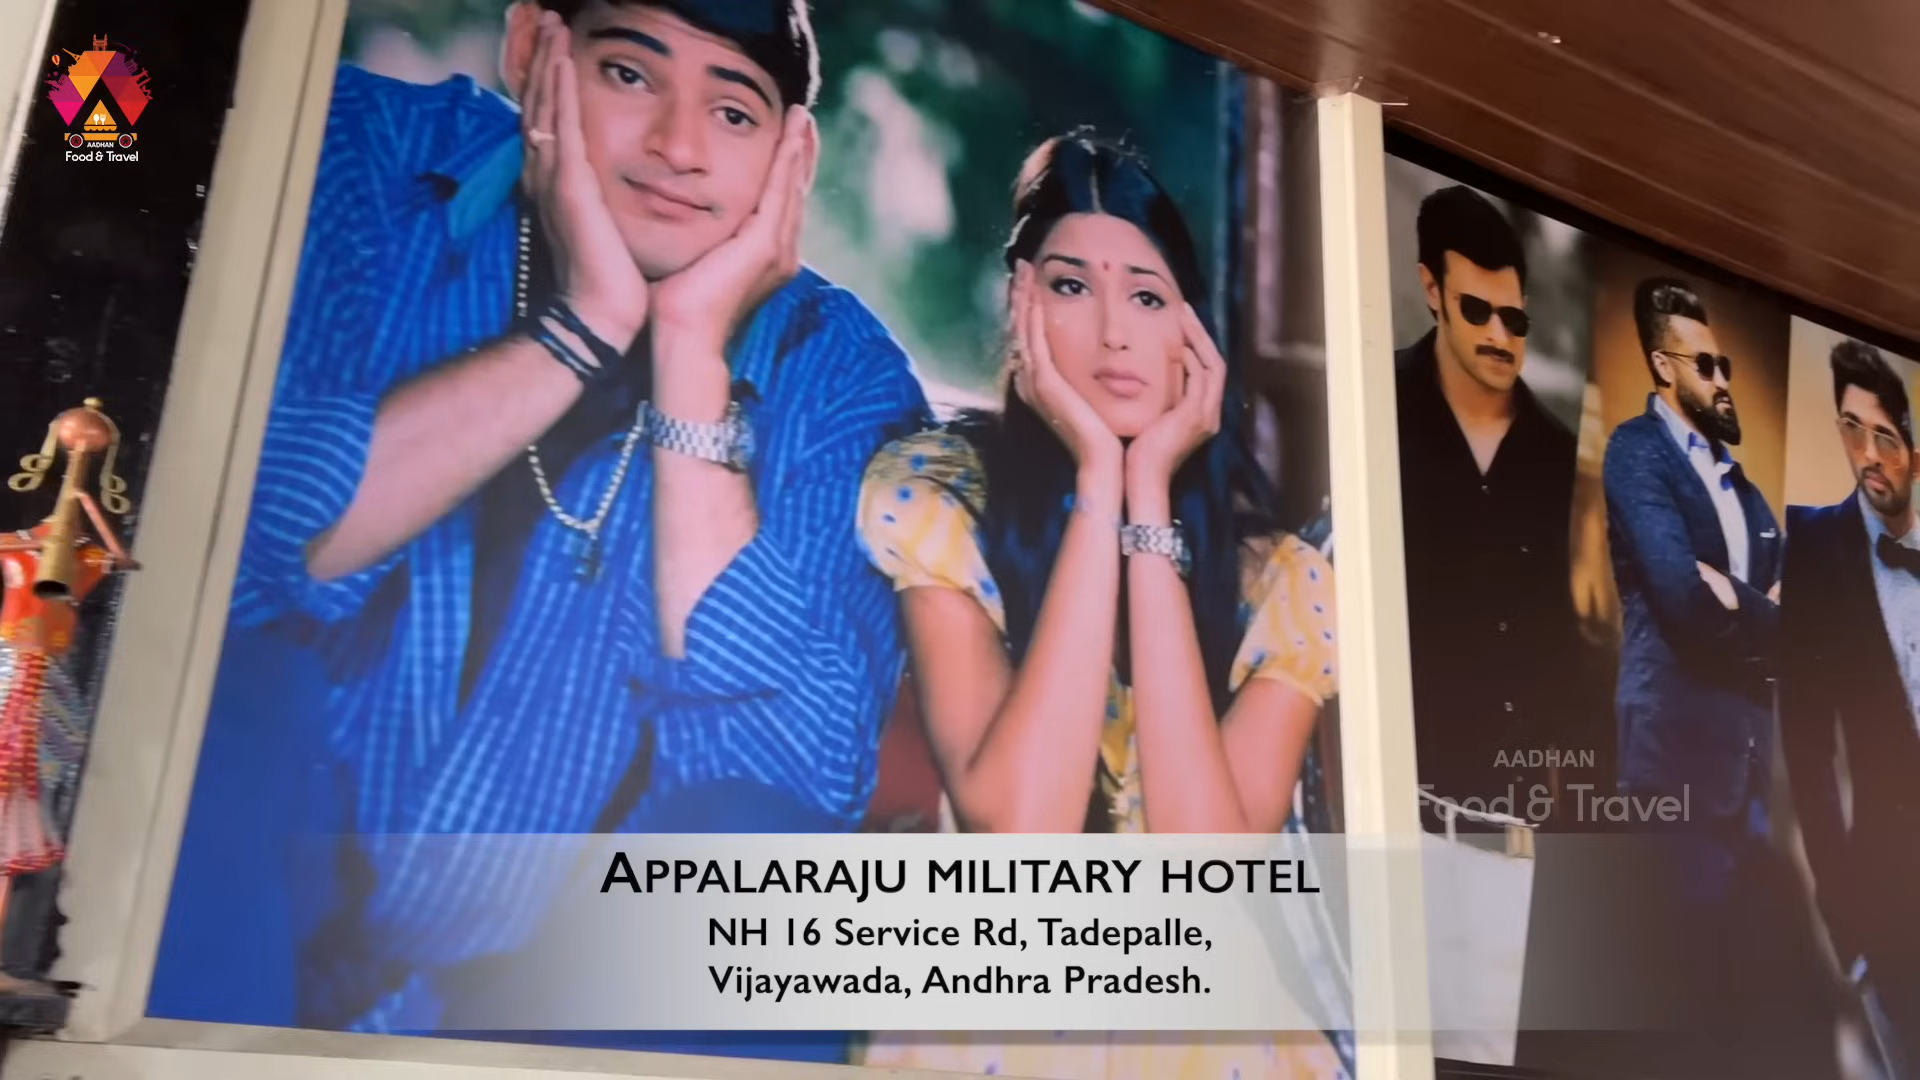 AADHAN
Food & Travel
AADHAN
Food & Travel
APPALARAJU MILITARY HOTEL
NH 16 Service Rd, Tadepalle,
Vijayawada, Andhra Pradesh.